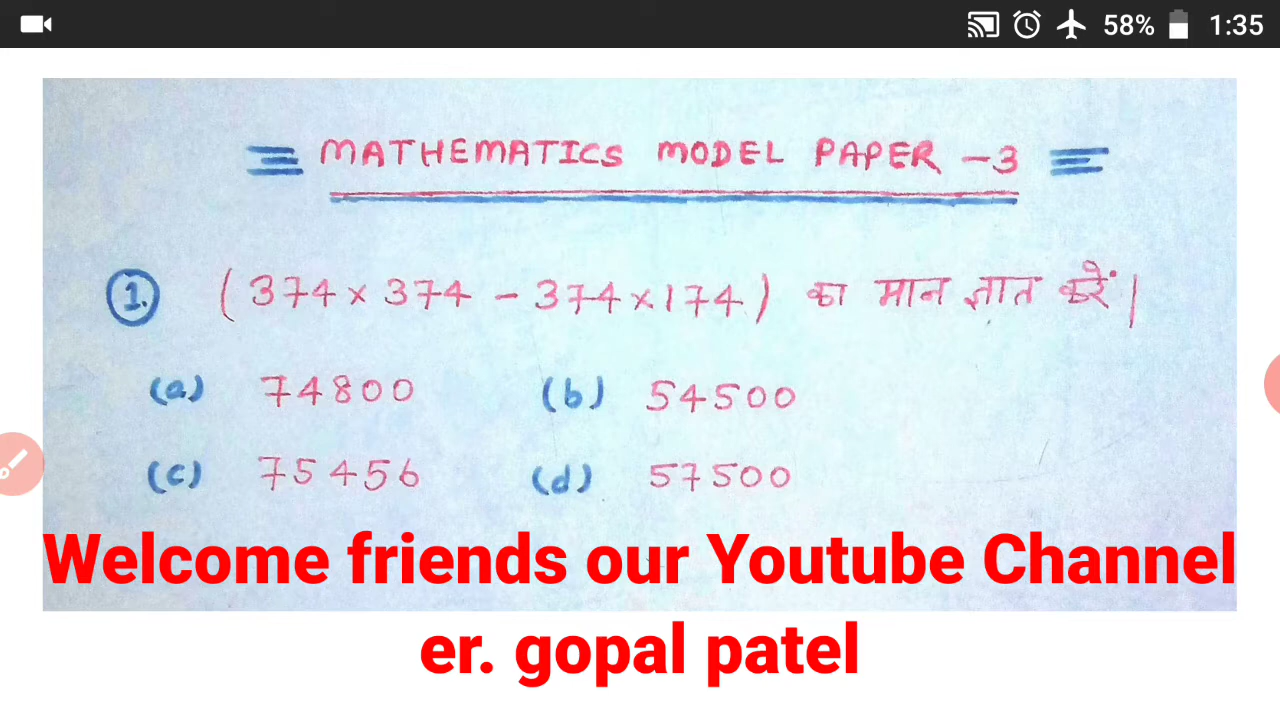 58% 1:35
MATHEMATICS MODEL PAPER -3
1. (374 x 374 - 374 x 174) का मान ज्ञात करें।
(a) 74800 (b) 54500
(c) 75456 (d) 57500
Welcome friends our Youtube Channel
er. gopal patel